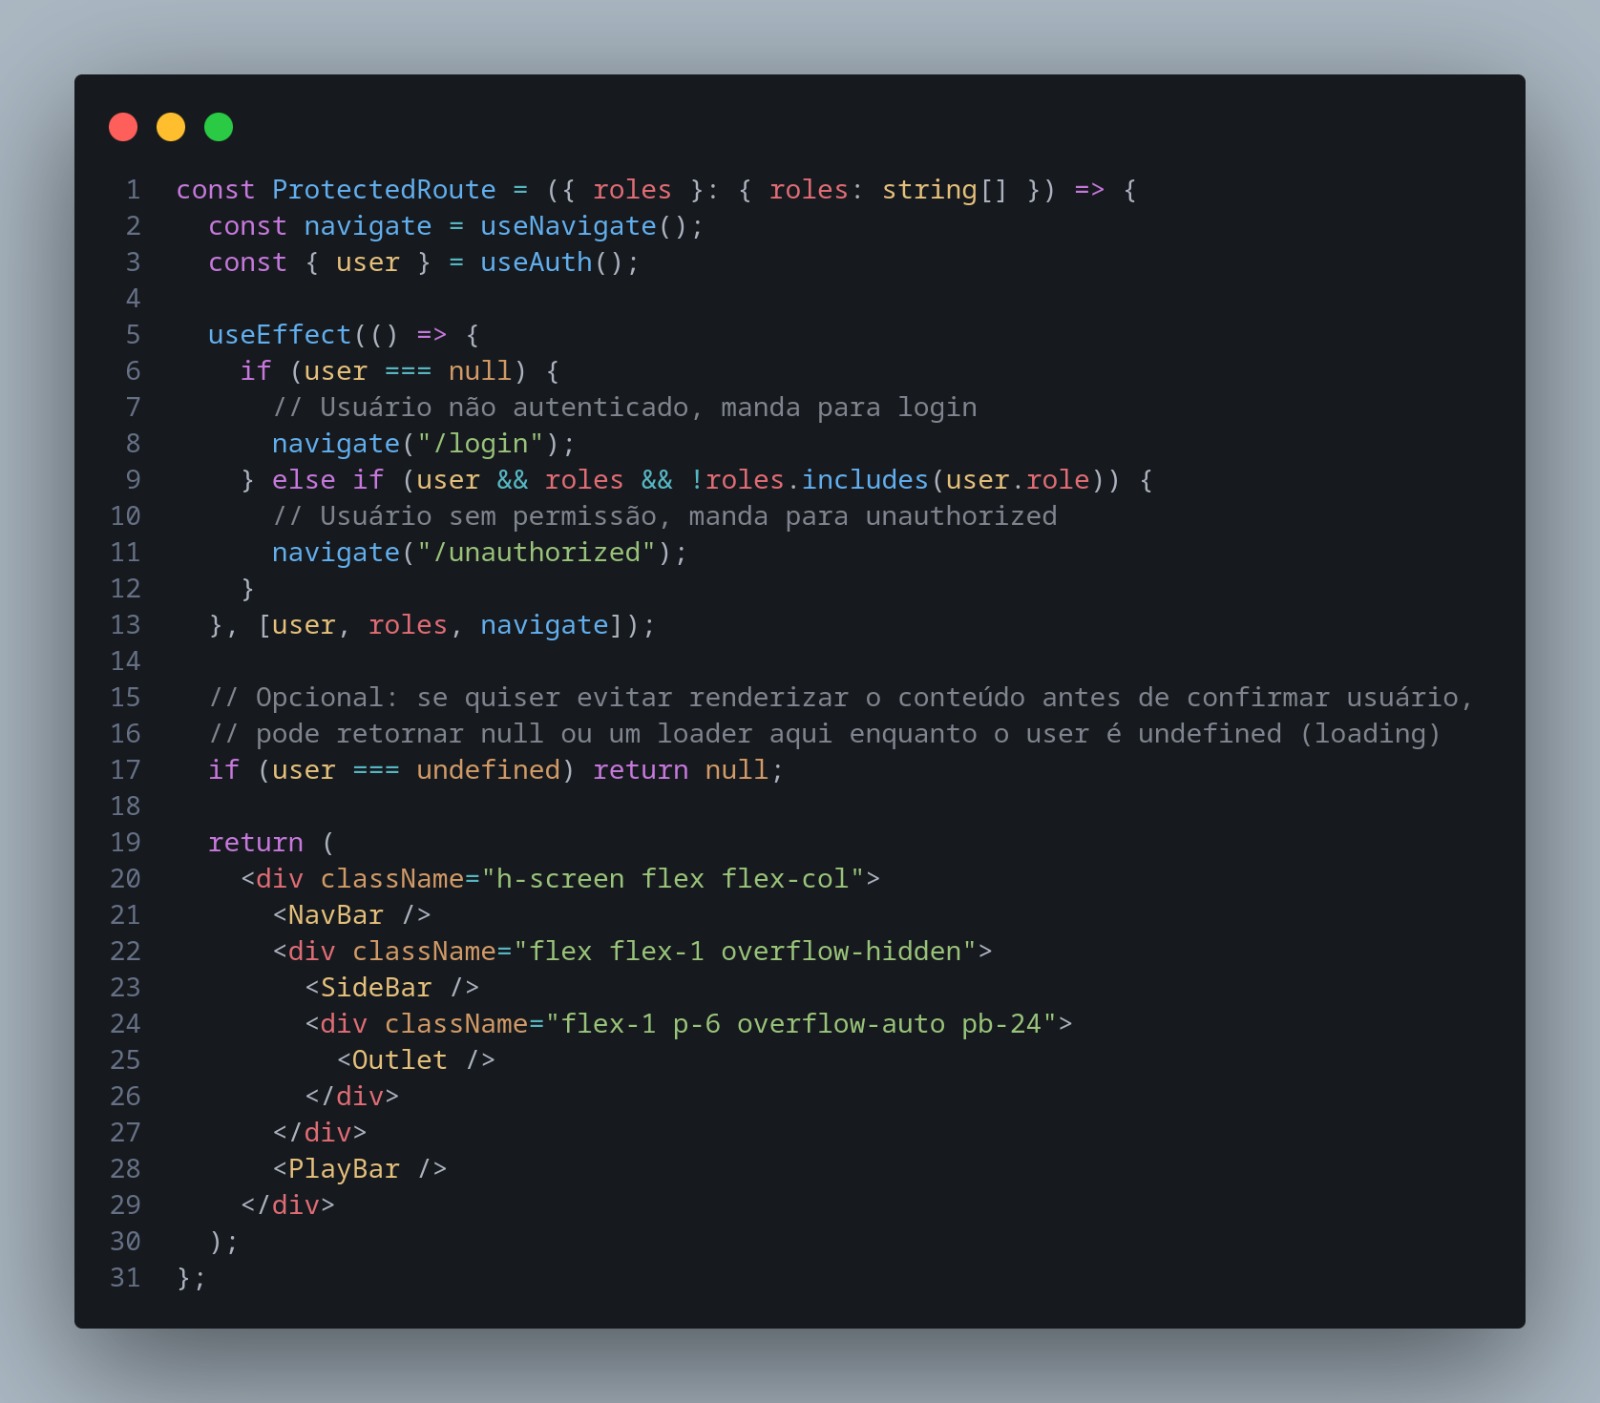 1 const ProtectedRoute = ({ roles }: { roles: string[] }) => {
2   const navigate = useNavigate();
3   const { user } = useAuth();
4
5   useEffect(() => {
6     if (user === null) {
7       // Usuário não autenticado, manda para login
8       navigate("/login");
9     } else if (user && roles && !roles.includes(user.role)) {
10       // Usuário sem permissão, manda para unauthorized
11       navigate("/unauthorized");
12     }
13   }, [user, roles, navigate]);
14
15   // Opcional: se quiser evitar renderizar o conteúdo antes de confirmar usuário,
16   // pode retornar null ou um loader aqui enquanto o user é undefined (loading)
17   if (user === undefined) return null;
18
19   return (
20     <div className="h-screen flex flex-col">
21       <NavBar />
22       <div className="flex flex-1 overflow-hidden">
23         <SideBar />
24         <div className="flex-1 p-6 overflow-auto pb-24">
25           <Outlet />
26         </div>
27       </div>
28       <PlayBar />
29     </div>
30   );
31 };